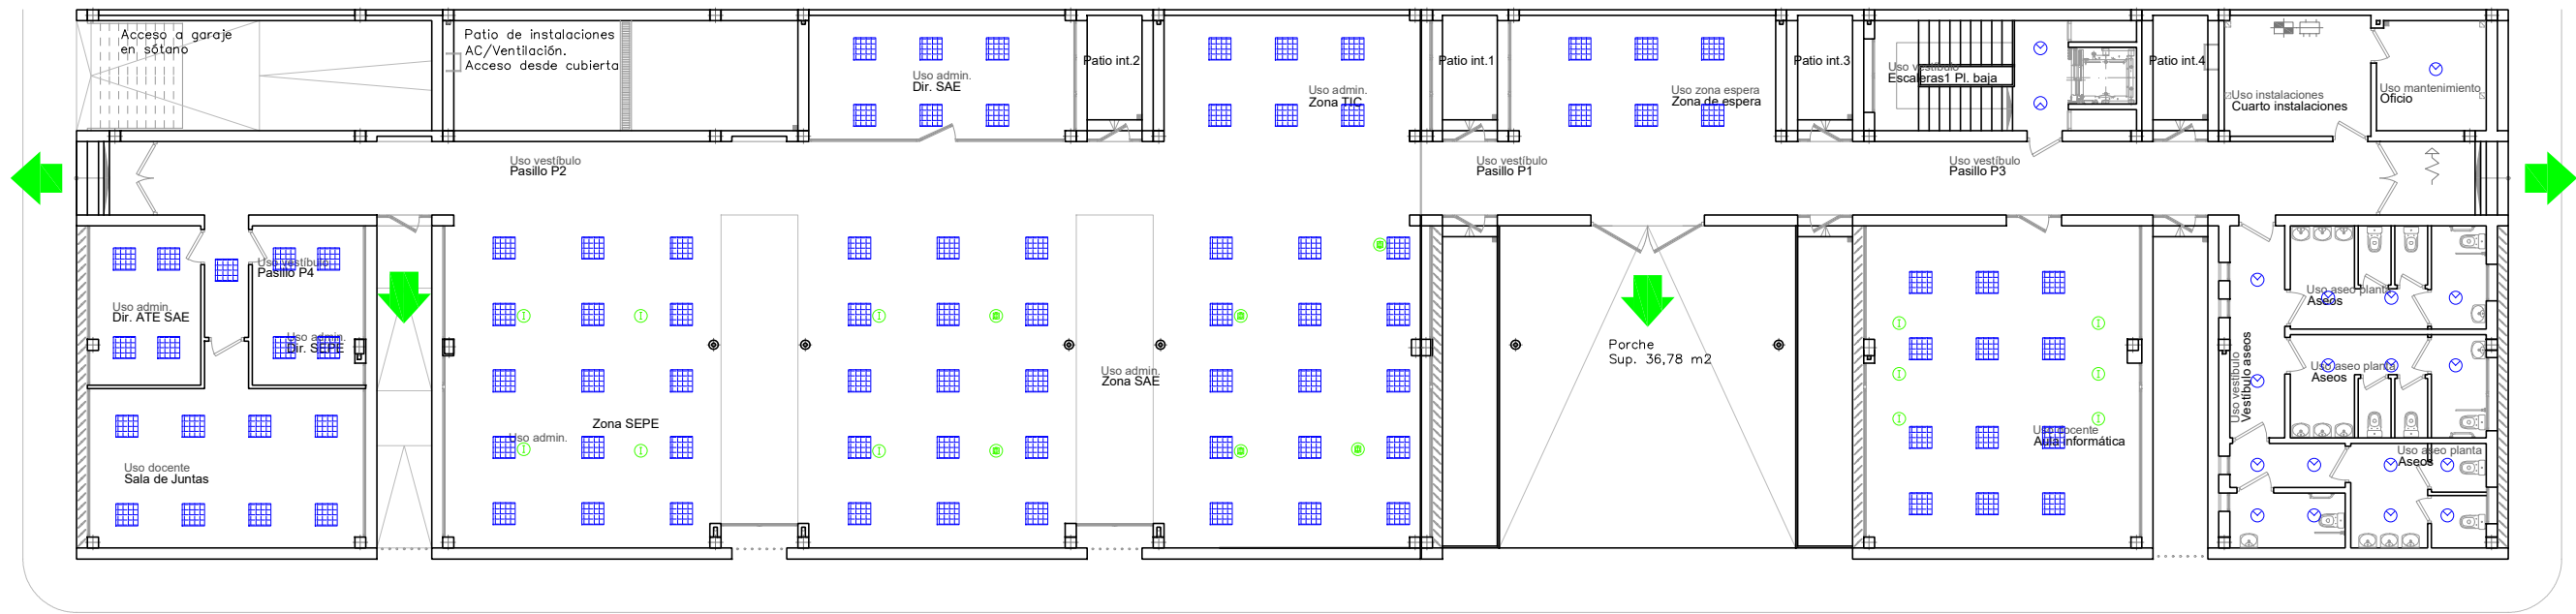 Acceso a garaje
en sótano
Patio de instalaciones
AC/Ventilación.
Acceso desde cubierta
Uso admin.
Dir. SAE
Patio int.2
Uso admin.
Zona TIC
Patio int.1
Uso zona espera
Zona de espera
Patio int.3
Uso vestíbulo
Escaleras1 Pl. baja
Patio int.4
Uso instalaciones
Cuarto instalaciones
Uso mantenimiento
Oficio
Uso vestíbulo
Pasillo P2
Uso vestíbulo
Pasillo P1
Uso vestíbulo
Pasillo P3
Uso vestíbulo
Pasillo P4
Uso admin.
Dir. ATE SAE
Uso admin.
Dir. SEPE
Uso docente
Sala de Juntas
Zona SEPE
Uso admin.
Uso admin.
Zona SAE
Porche
Sup. 36,78 m2
Uso docente
Aula informática
Uso vestíbulo
Vestíbulo aseos
Uso aseo planta
Aseos
Uso aseo planta
Aseos
Uso aseo planta
Aseos